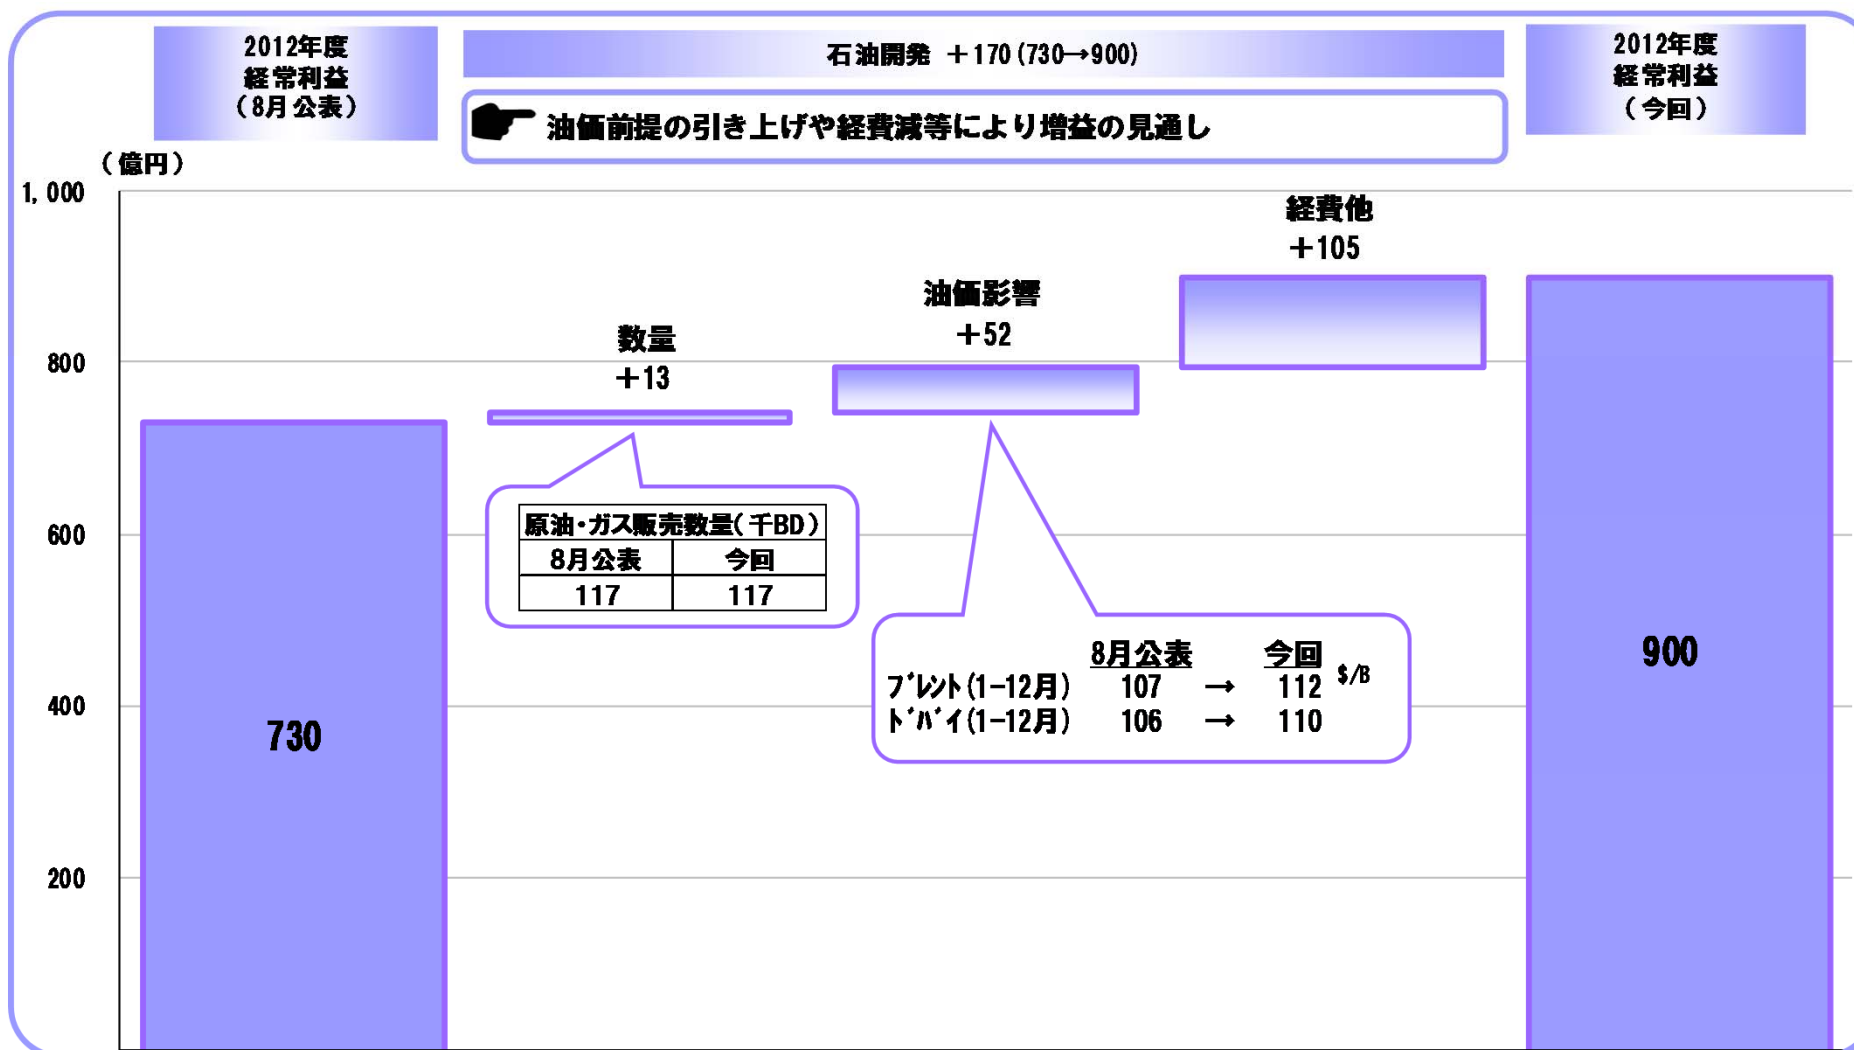 2012年度
経常利益
（8月公表）
石油開発 ＋170（730→900）
2012年度
経常利益
（今回）
油価前提の引き上げや経費減等により増益の見通し
（億円）
1,000
800
600
400
200
730
数量
＋13
油価影響
＋52
経費他
＋105
900
原油・ガス販売数量（千BD）
8月公表 今回
117 117
8月公表 今回
ﾌﾞﾚﾝﾄ(1-12月) 107 → 112 $/B
ﾄﾞﾊﾞｲ(1-12月) 106 → 110